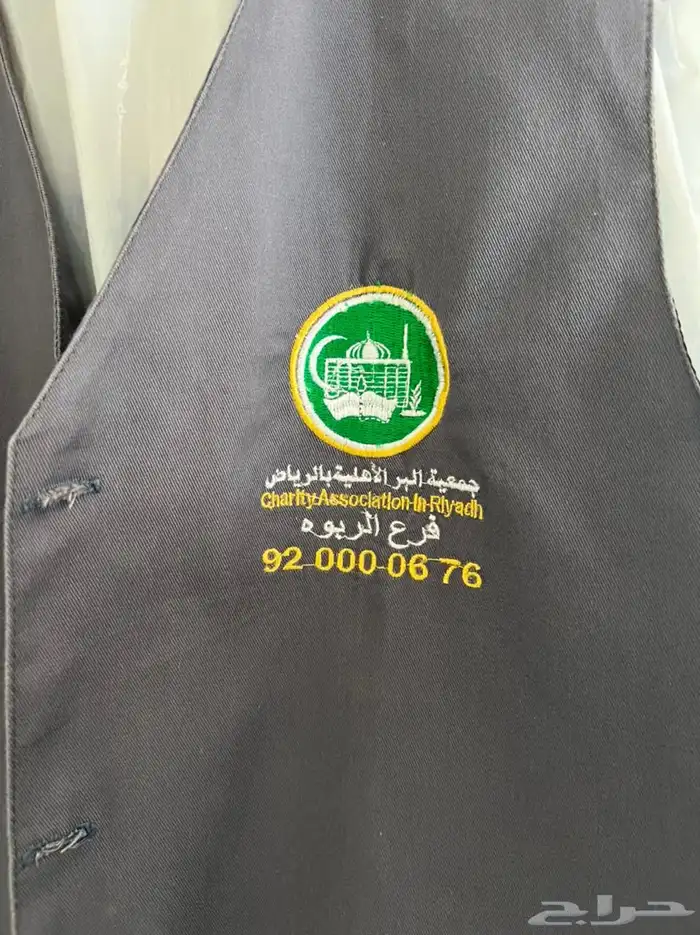 جمعية البر الأهلية بالرياض
Charity Association In Riyadh
فرع الربوه
92 000 06 76
حراج